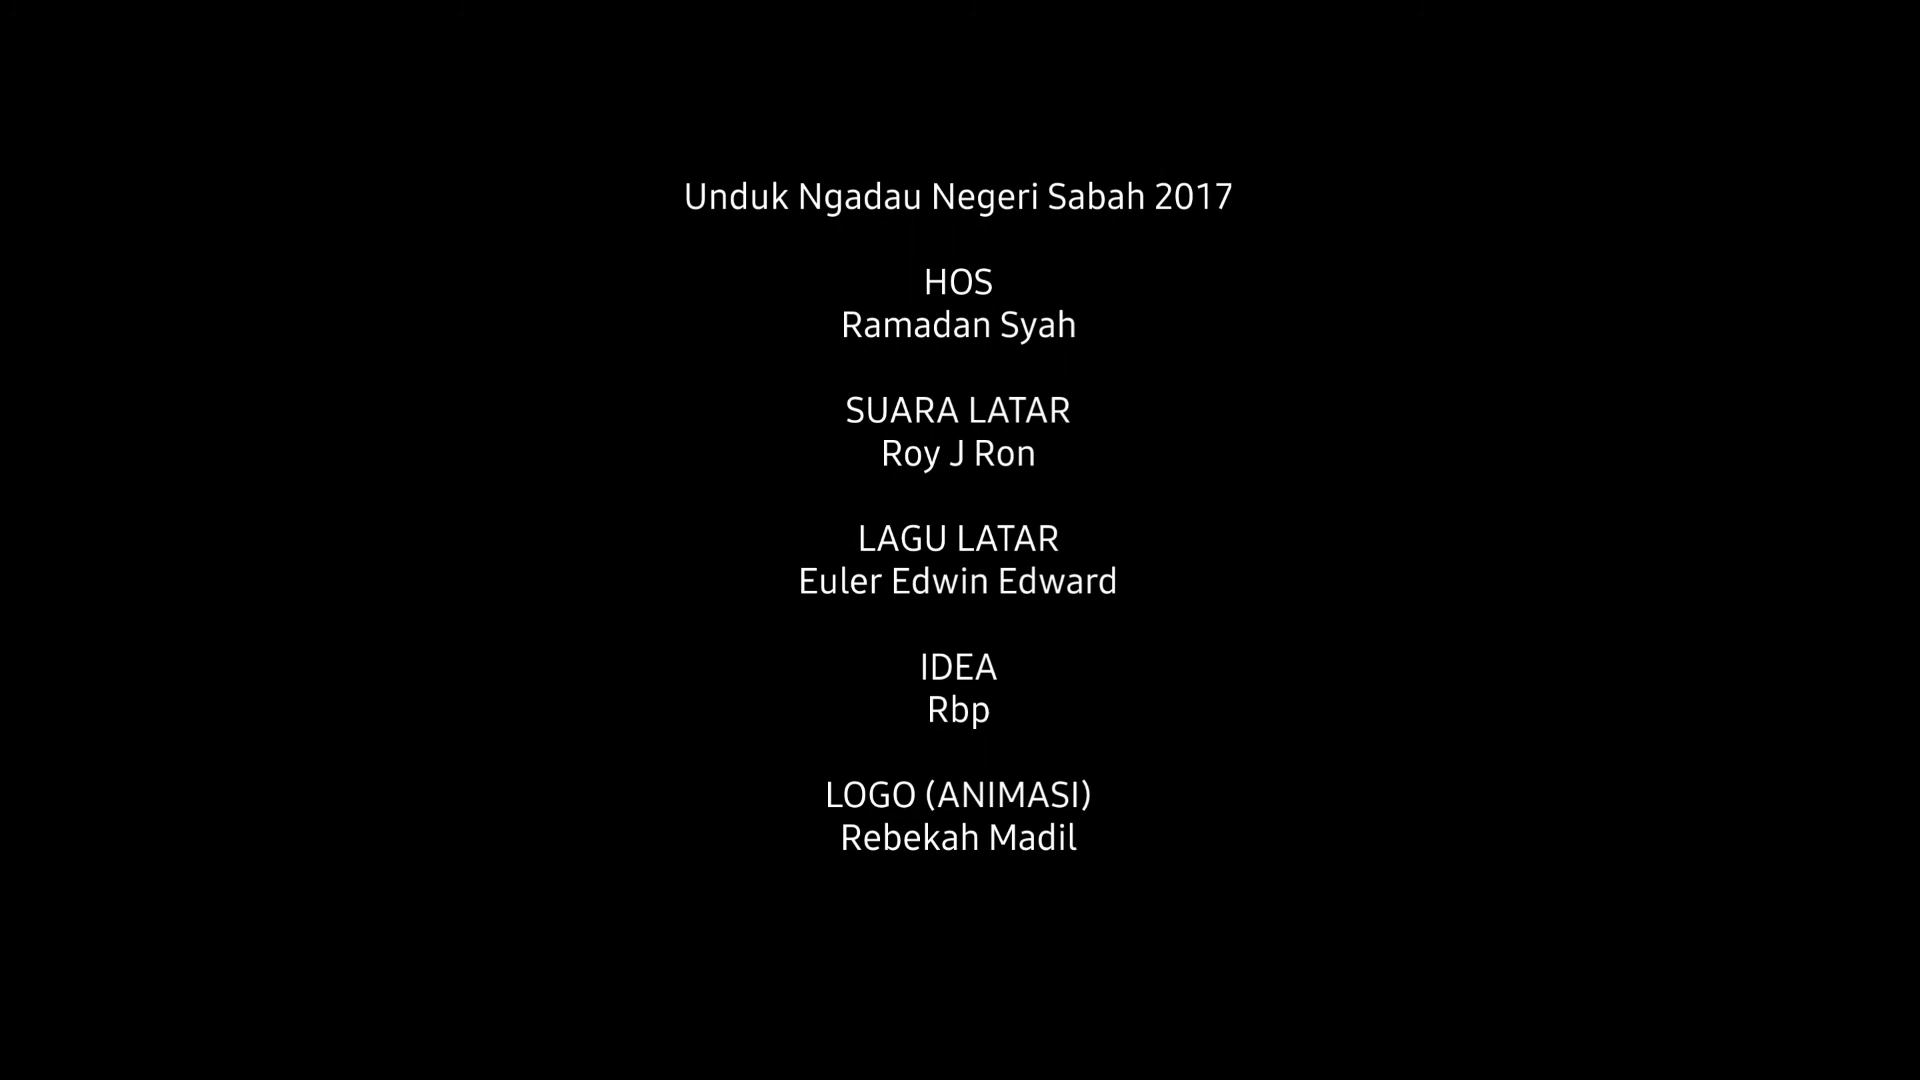 Unduk Ngadau Negeri Sabah 2017
HOS
Ramadan Syah
SUARA LATAR
Roy J Ron
LAGU LATAR
Euler Edwin Edward
IDEA
Rbp
LOGO (ANIMASI)
Rebekah Madil